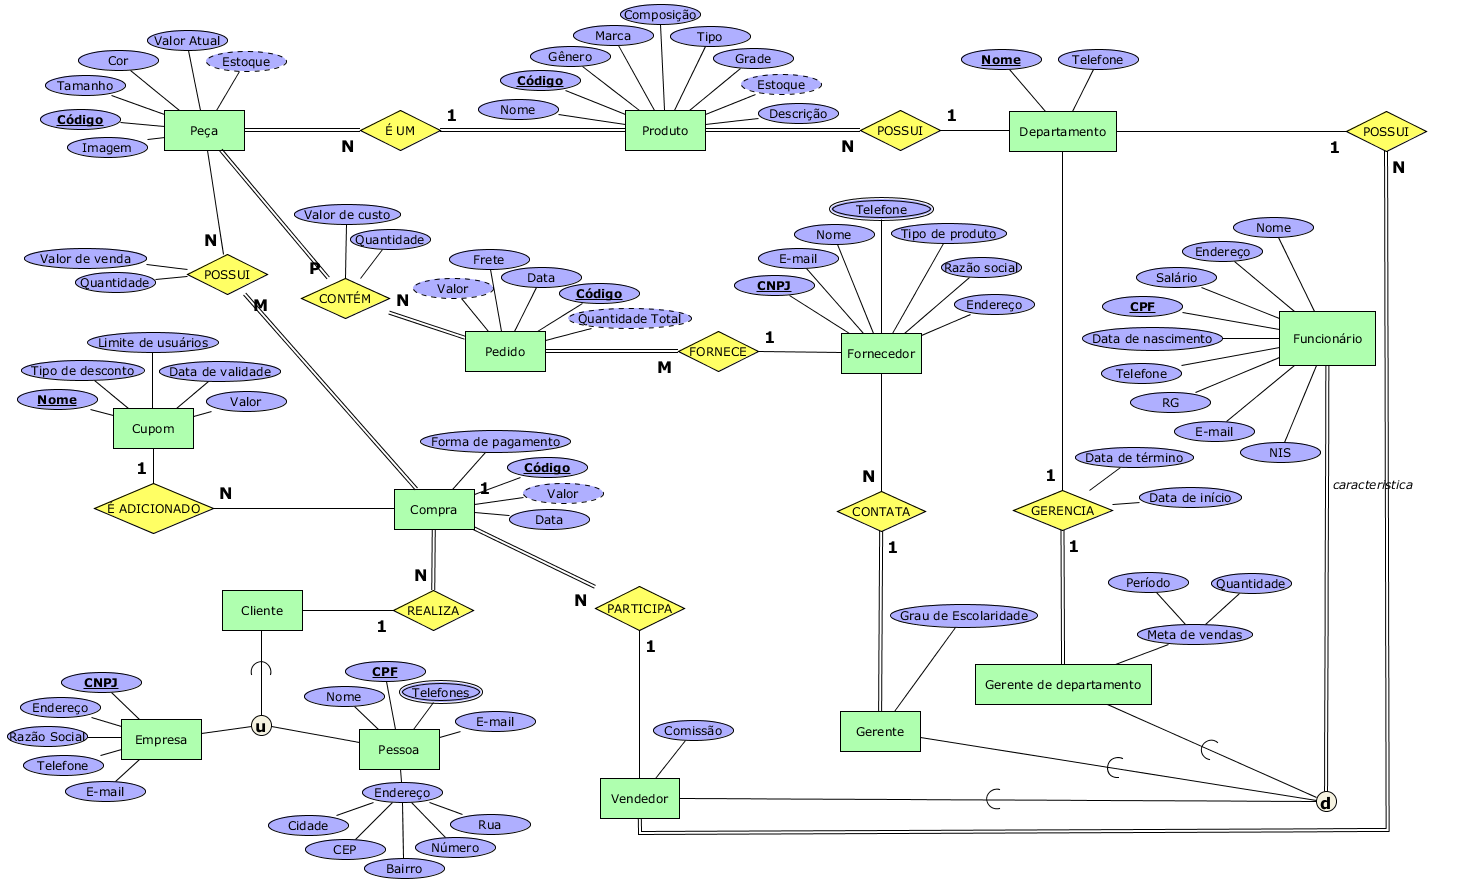 Composição
Valor Atual
Marca
Tipo
Cor
Estoque
Gênero
Grade
Nome
Telefone
Tamanho
Código
Estoque
Código
Nome
Descrição
Imagem
Peça
É UM
1
N
Produto
POSSUI
1
N
Departamento
POSSUI
1
N
Valor de custo
Telefone
Nome
Quantidade
Nome
Tipo de produto
Endereço
N
Valor de venda
Quantidade
POSSUI
P
Frete
Data
E-mail
Razão social
Salário
M
CONTÉM
N
Valor
Código
CNPJ
Endereço
CPF
Quantidade Total
Limite de usuários
Pedido
M
FORNECE
1
Fornecedor
Data de nascimento
Funcionário
Tipo de desconto
Data de validade
Telefone
Nome
Valor
RG
Cupom
Forma de pagamento
E-mail
NIS
1
Código
N
1
Data de término
É ADICIONADO
N
Compra
1
Valor
Data
CONTATA
1
GERENCIA
1
Data de início
caracteristica
N
REALIZA
1
Cliente
N
PARTICIPA
1
Período
Quantidade
Grau de Escolaridade
Meta de vendas
CNPJ
CPF
Gerente de departamento
Endereço
Nome
Telefones
Razão Social
Empresa
u
Pessoa
E-mail
Comissão
Gerente
Telefone
E-mail
Endereço
Vendedor
d
Cidade
Rua
CEP
Número
Bairro